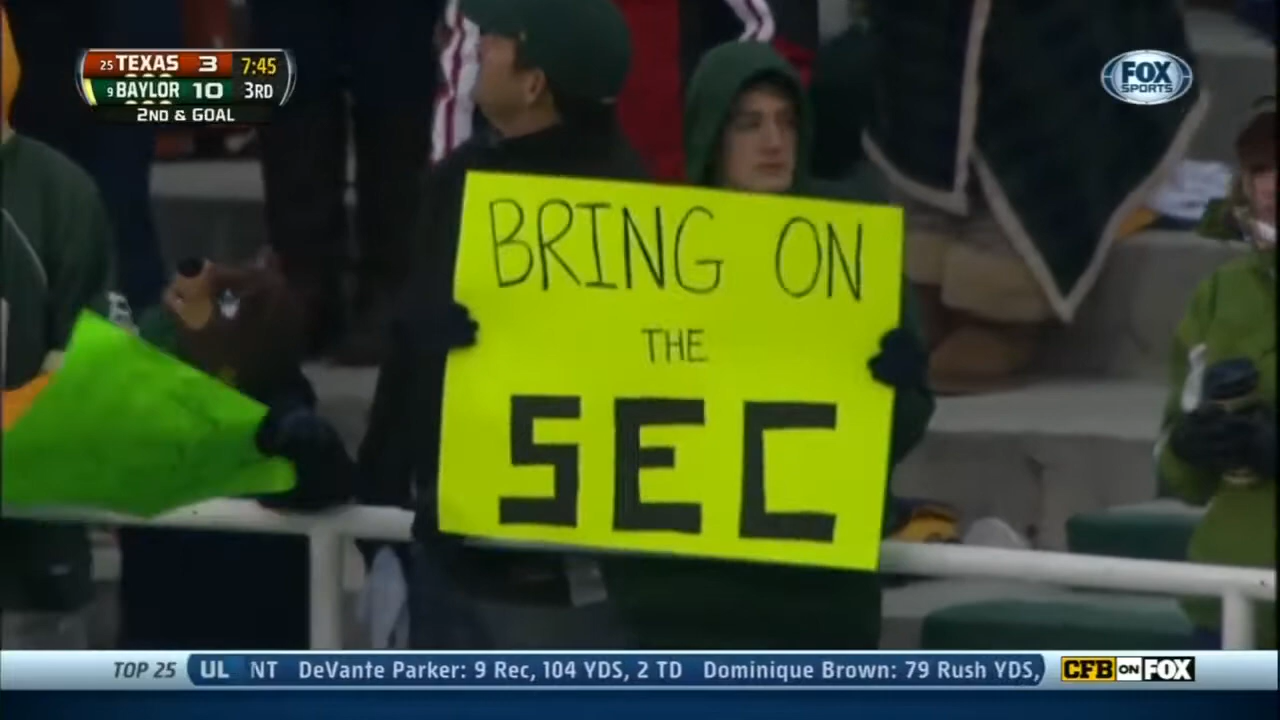 25 TEXAS 3 7:45
9 BAYLOR 10 3RD
2ND & GOAL
FOX
SPORTS
BRING ON
THE
SEC
TOP 25 UL NT DeVante Parker: 9 Rec, 104 YDS, 2 TD Dominique Brown: 79 Rush YDS, CFB ON FOX